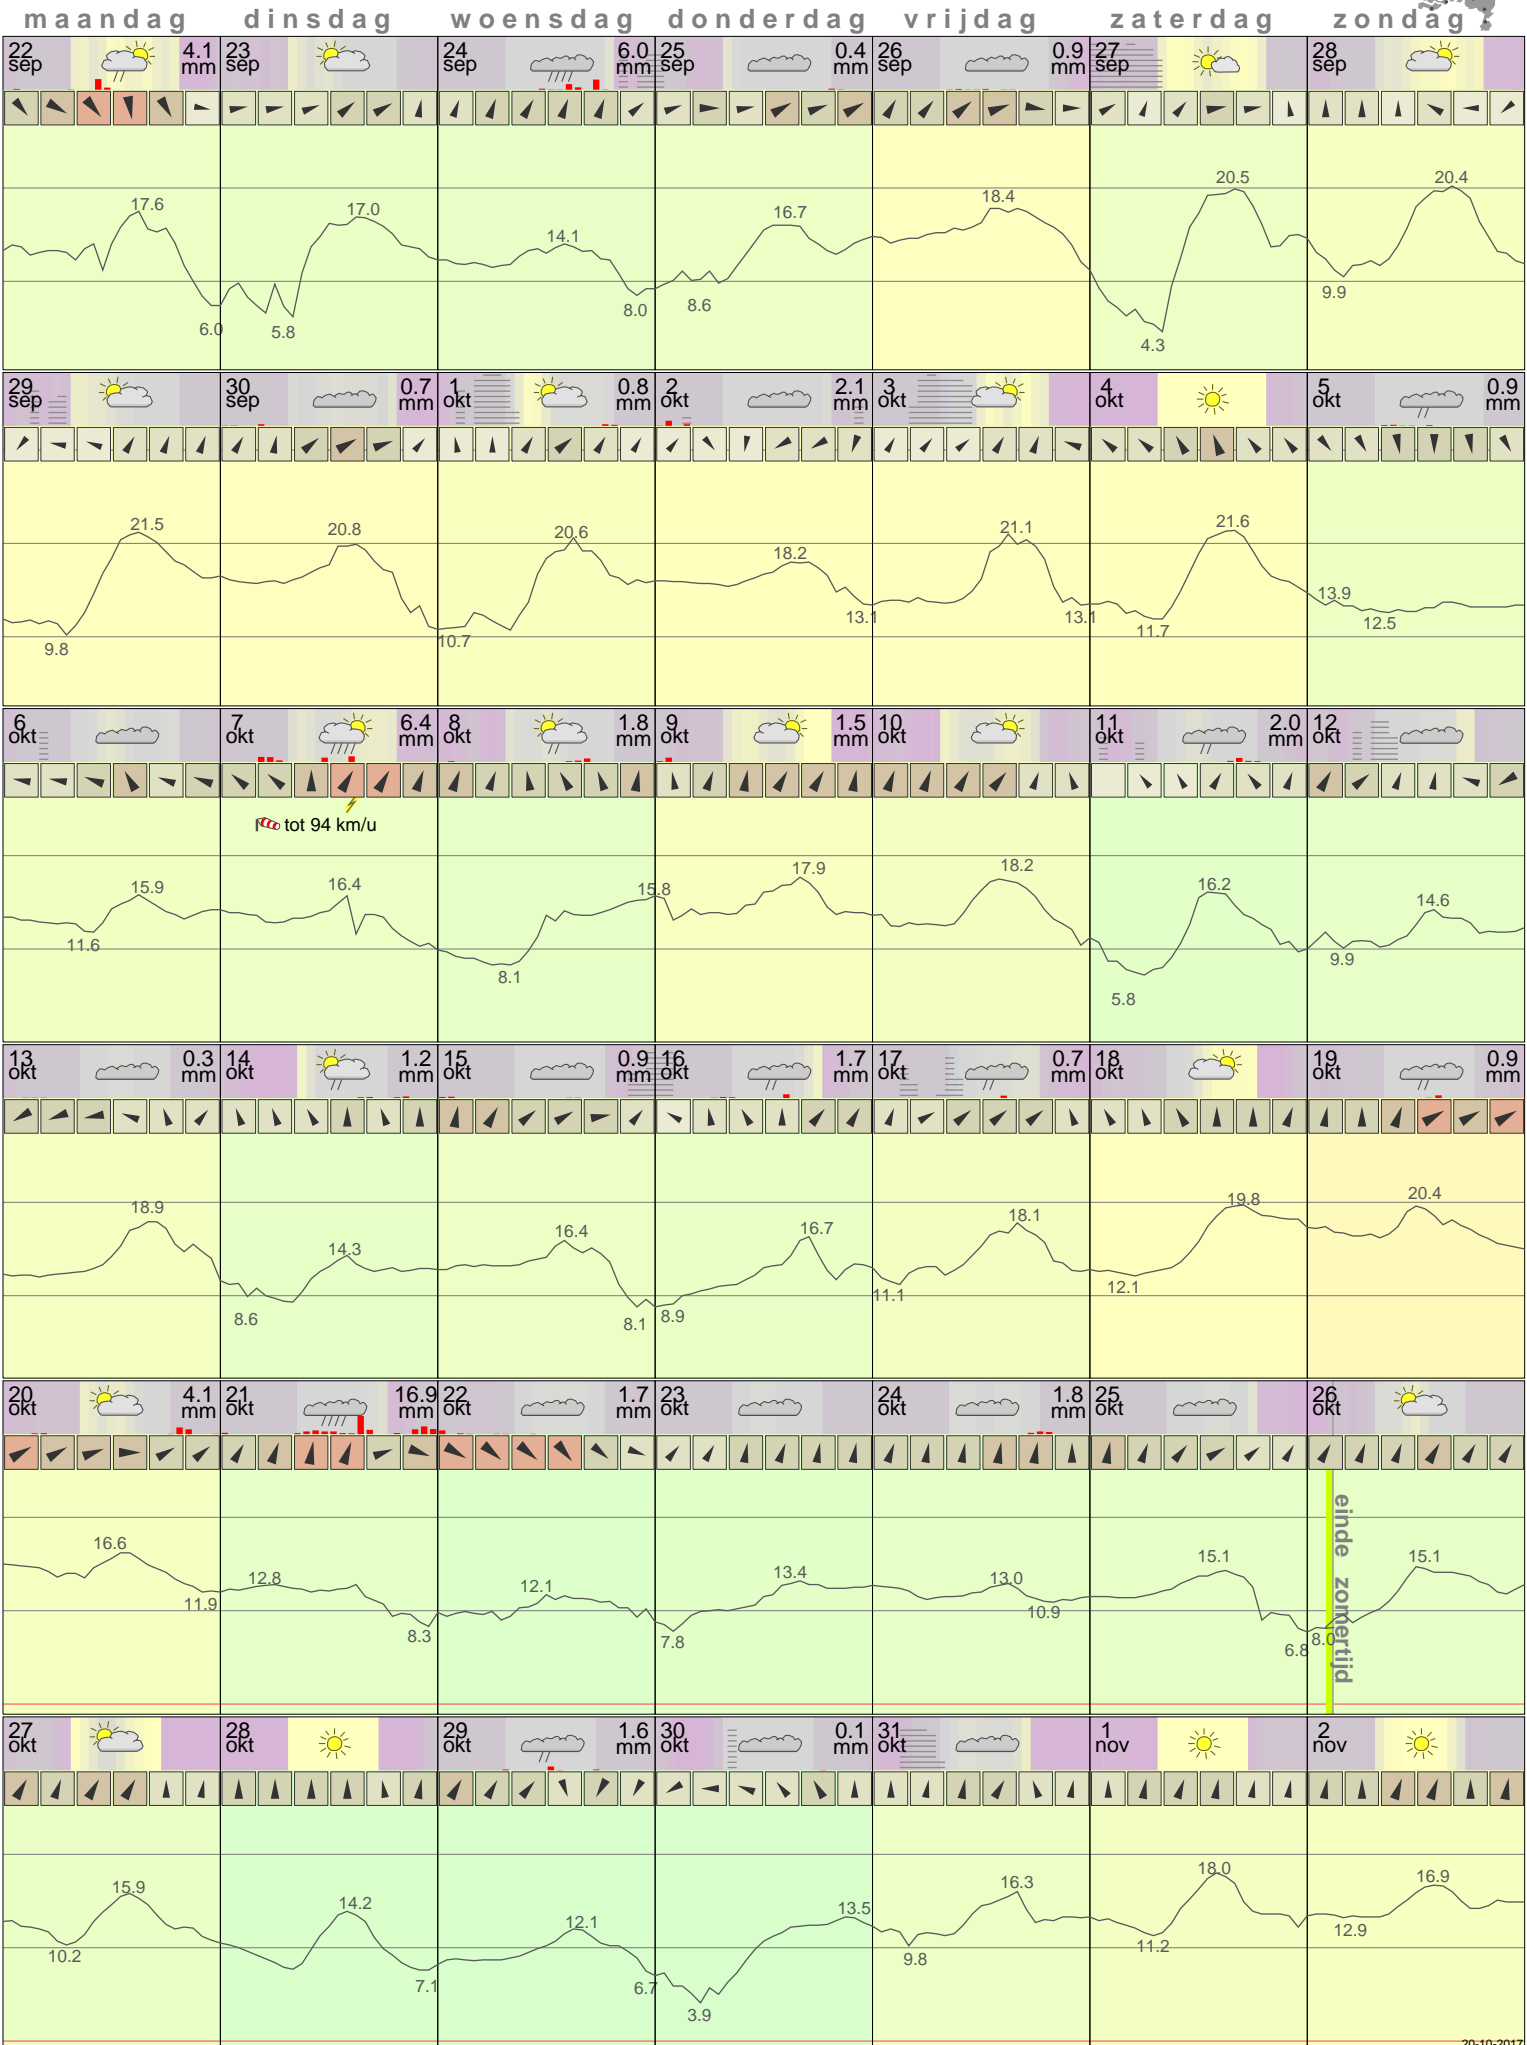 maandag dinsdag woensdag donderdag vrijdag zaterdag zondag
22 4.1 23 24 6.0 25 0.4 26 0.9 27 28
sep mm sep sep mm sep mm sep mm sep sep
17.6 17.0 14.1 16.7 18.4 20.5 20.4
6.0 5.8 8.0 8.6 4.3 9.9
29 30 0.7 1 0.8 2 2.1 3 4 5 0.9
sep sep mm okt mm okt mm okt okt okt mm
21.5 20.8 20.6 18.2 21.1 21.6 13.9
9.8 10.7 13.1 13.1 11.7 12.5
6 7 6.4 8 1.8 9 1.5 10 11 2.0 12
okt okt mm okt mm okt mm okt okt mm okt
tot 94 km/u
15.9 16.4 15.8 17.9 18.2 16.2 14.6
11.6 8.1 5.8 9.9
13 0.3 14 1.2 15 0.9 16 1.7 17 0.7 18 19 0.9
okt mm okt mm okt mm okt mm okt mm okt okt mm
18.9 14.3 16.4 16.7 18.1 19.8 20.4
8.6 8.1 8.9 11.1 12.1
20 4.1 21 16.9 22 1.7 23 24 1.8 25 26
okt mm okt mm okt mm okt okt mm okt okt
16.6 12.8 12.1 13.4 13.0 15.1 15.1
11.9 8.3 7.8 10.9 6.8 8.0
einde zomertijd
27 28 29 1.6 30 0.1 31 1 2
okt okt okt mm okt mm okt nov nov
15.9 14.2 12.1 13.5 16.3 18.0 16.9
10.2 7.1 6.7 3.9 9.8 11.2 12.9
20-10-2017